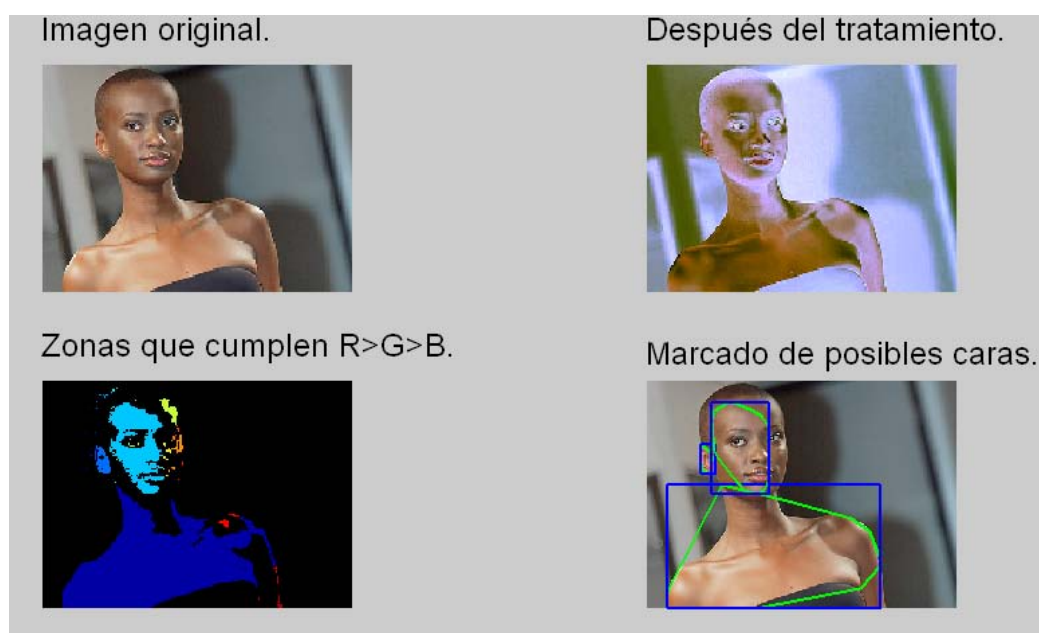 Imagen original.
Después del tratamiento.
Zonas que cumplen R>G>B.
Marcado de posibles caras.